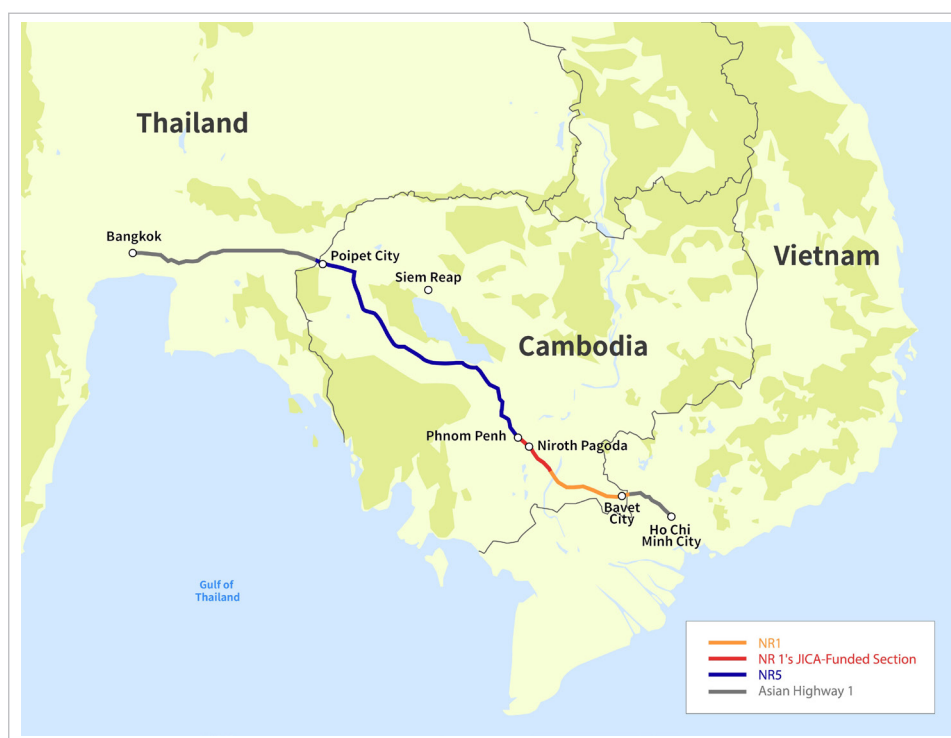 Thailand
Bangkok
Poipet City
Siem Reap
Vietnam
Cambodia
Phnom Penh
Niroth Pagoda
Bavet
City
Ho Chi
Minh City
Gulf of
Thailand
NR1
NR 1's JICA-Funded Section
NR5
Asian Highway 1